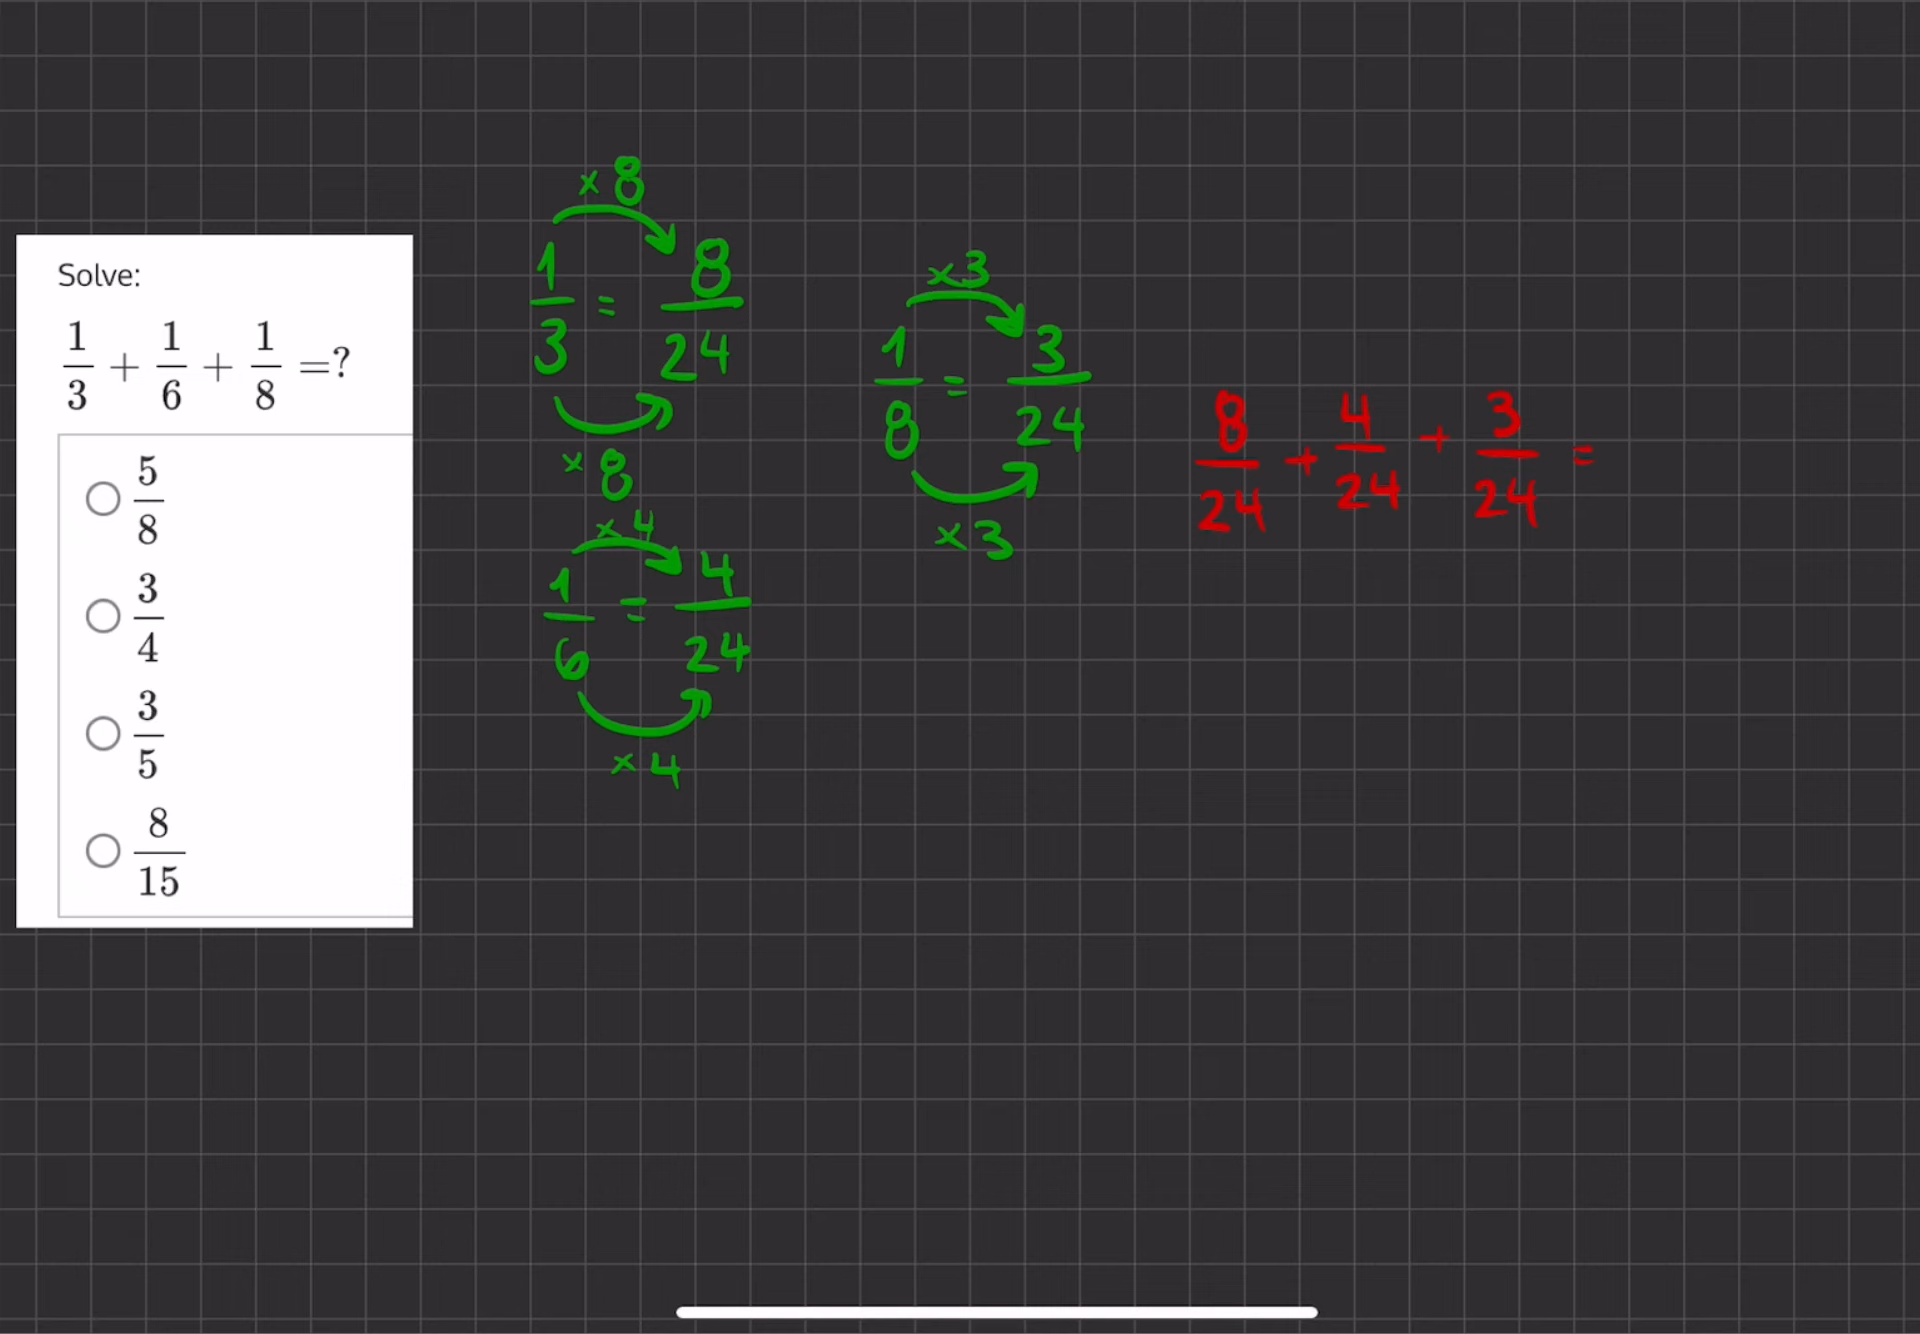 Solve:
1/3 + 1/6 + 1/8 =?
5/8
3/4
3/5
8/15
×8
1/3 = 8/24
×8
×4
1/6 = 4/24
×4
×3
1/8 = 3/24
×3
8/24 + 4/24 + 3/24 =